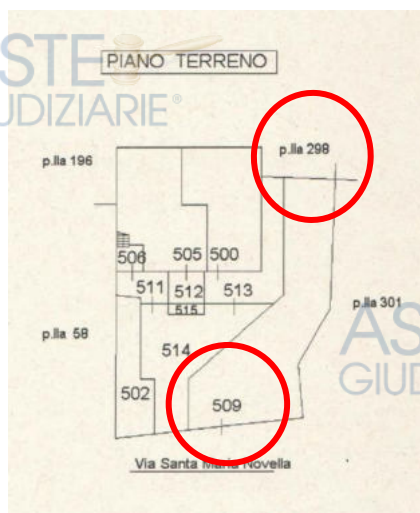 STE
PIANO TERRENO
UDIZIARIE®
p.lla 298
p.lla 196
506
505
500
511
512
513
515
p.lla 301
p.lla 58
AS
514
GIUD
502
509
Via Santa Maria Novella